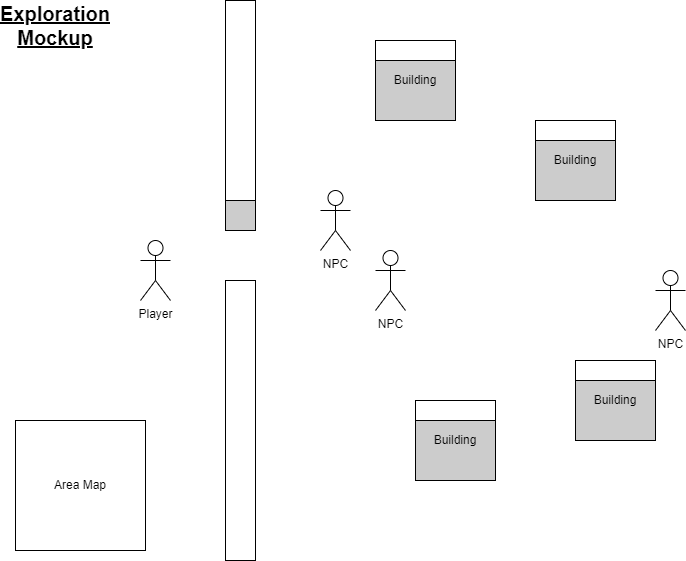 Exploration
Mockup
Building
Building
NPC
Player
NPC
NPC
Building
Building
Area Map